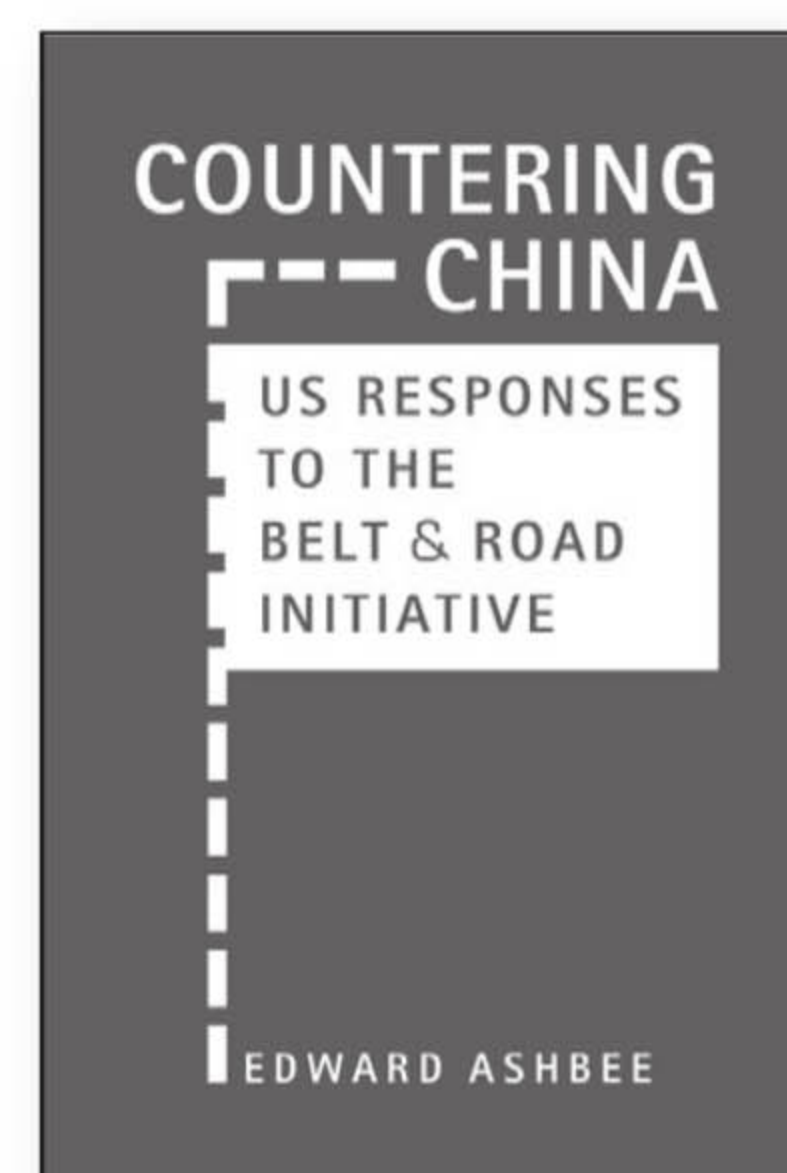 COUNTERING
CHINA
US RESPONSES
TO THE
BELT & ROAD
INITIATIVE
EDWARD ASHBEE